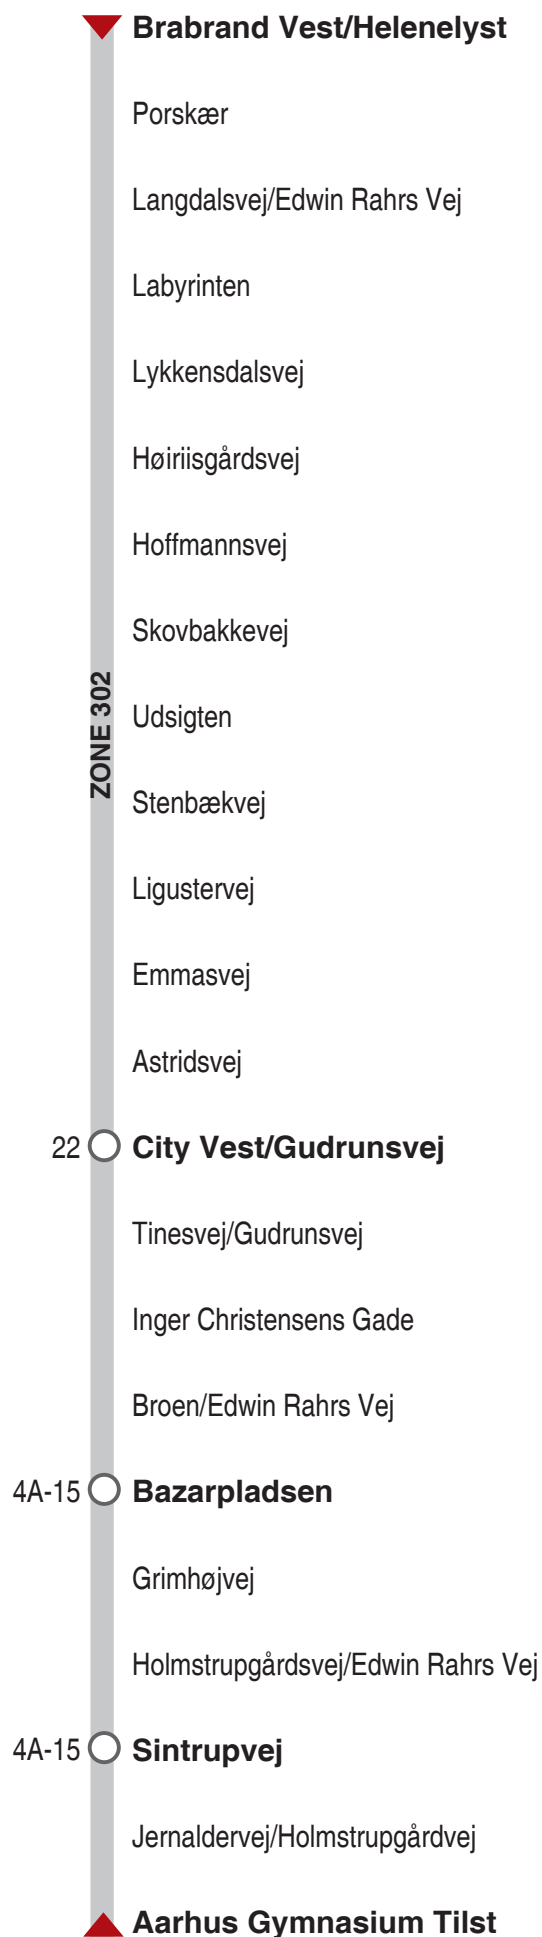 Brabrand Vest/Helenelyst
Porskær
Langdalsvej/Edwin Rahrs Vej
Labyrinten
Lykkensdalsvej
Høiriisgårdsvej
Hoffmannsvej
Skovbakkevej
ZONE 302
Udsigten
Stenbækvej
Ligustervej
Emmasvej
Astridsvej
22 City Vest/Gudrunsvej
Tinesvej/Gudrunsvej
Inger Christensens Gade
Broen/Edwin Rahrs Vej
4A-15 Bazarpladsen
Grimhøjvej
Holmstrupgårdsvej/Edwin Rahrs Vej
4A-15 Sintrupvej
Jernaldervej/Holmstrupgårdvej
Aarhus Gymnasium Tilst